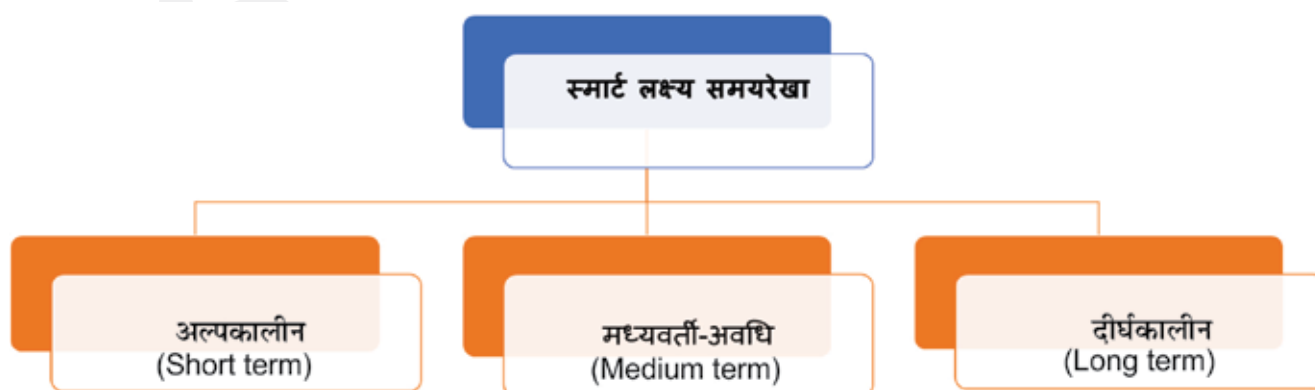 स्मार्ट लक्ष्य समयरेखा
अल्पकालीन
(Short term)
मध्यवर्ती-अवधि
(Medium term)
दीर्घकालीन
(Long term)